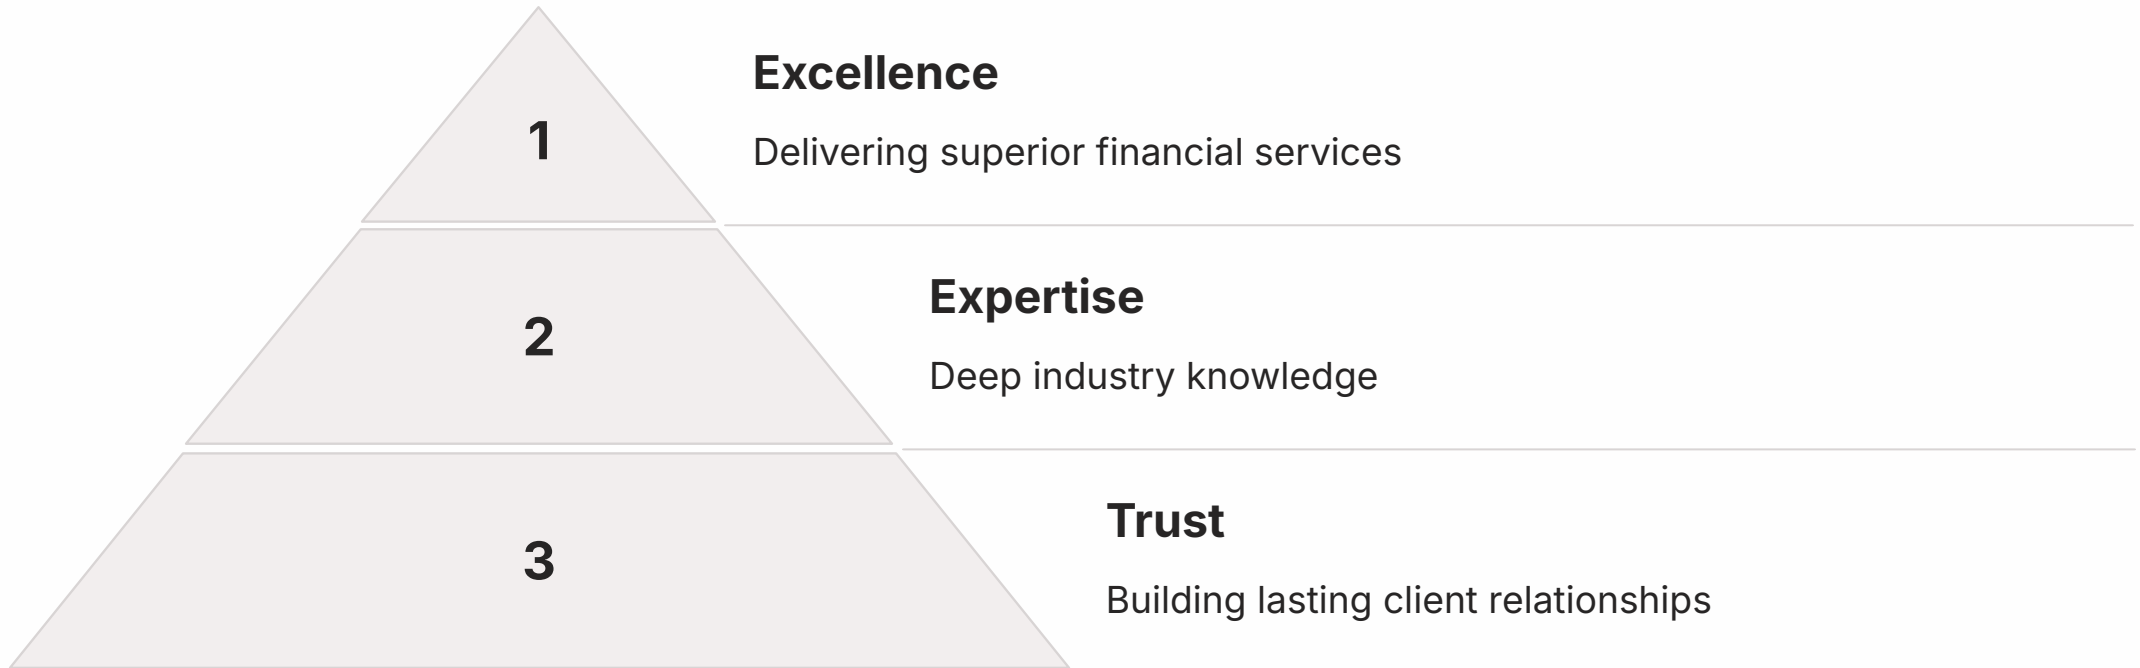 1
Excellence
Delivering superior financial services
2
Expertise
Deep industry knowledge
3
Trust
Building lasting client relationships